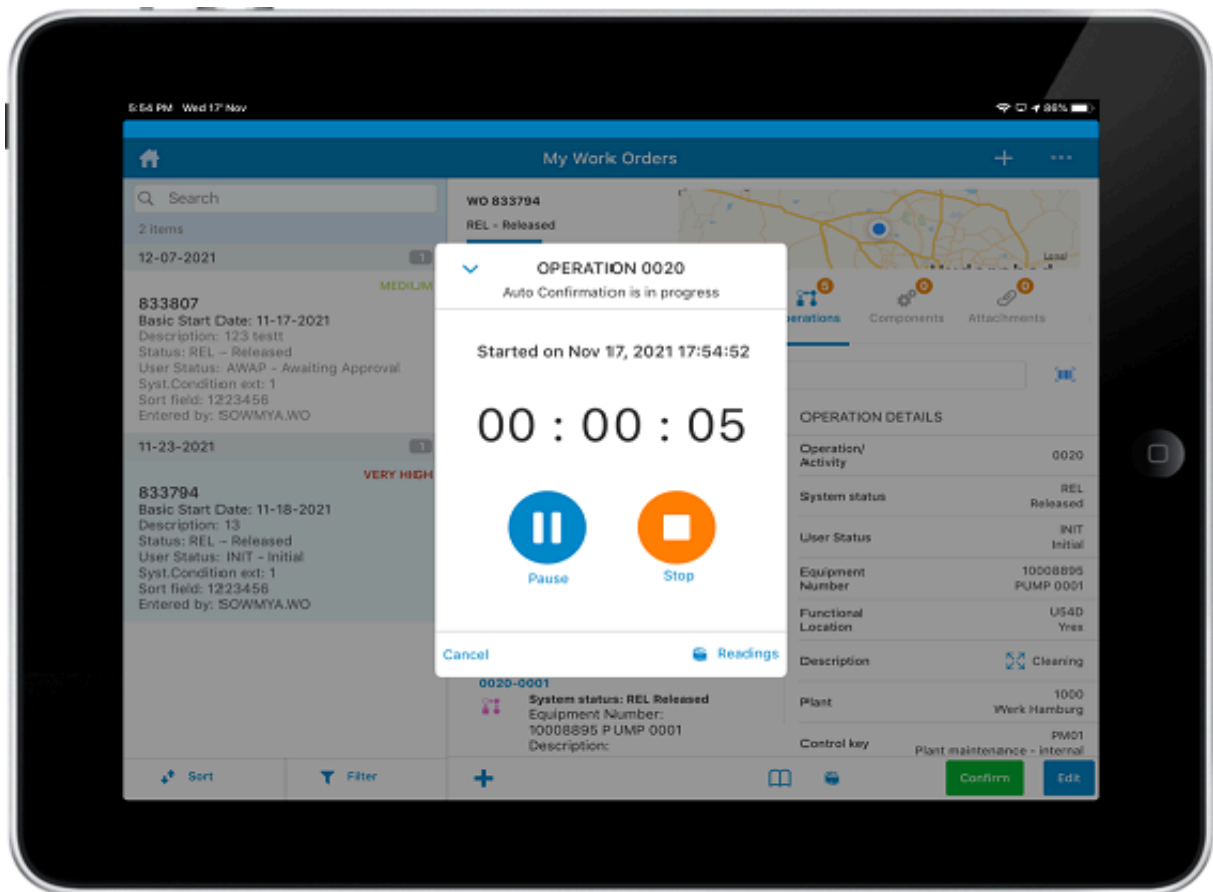 5:54 PM Wed 17 Nov
86%
My Work Orders
Search
2 items
12-07-2021
1
MEDIUM
833807
Basic Start Date: 11-17-2021
Description: 123 testt
Status: REL – Released
User Status: AWAP - Awaiting Approval
Syst.Condition ext: 1
Sort field: 1223456
Entered by: SOWMYA.WO
11-23-2021
1
VERY HIGH
833794
Basic Start Date: 11-18-2021
Description: 13
Status: REL – Released
User Status: INIT - Initial
Syst.Condition ext: 1
Sort field: 1223456
Entered by: SOWMYA.WO
Sort
Filter
WO 833794
REL - Released
OPERATION 0020
Auto Confirmation is in progress
Started on Nov 17, 2021 17:54:52
00 : 00 : 05
Pause
Stop
Cancel
Readings
0020-0001
System status: REL Released
Equipment Number:
10008895 PUMP 0001
Description:
5
0
0
erations
Components
Attachments
OPERATION DETAILS
Operation/
Activity
0020
System status
REL
Released
User Status
INIT
Initial
Equipment
Number
10008895
PUMP 0001
Functional
Location
US4D
Yres
Description
Cleaning
Plant
1000
Werk Hamburg
Control key
PM01
Plant maintenance - internal
Confirm
Edit